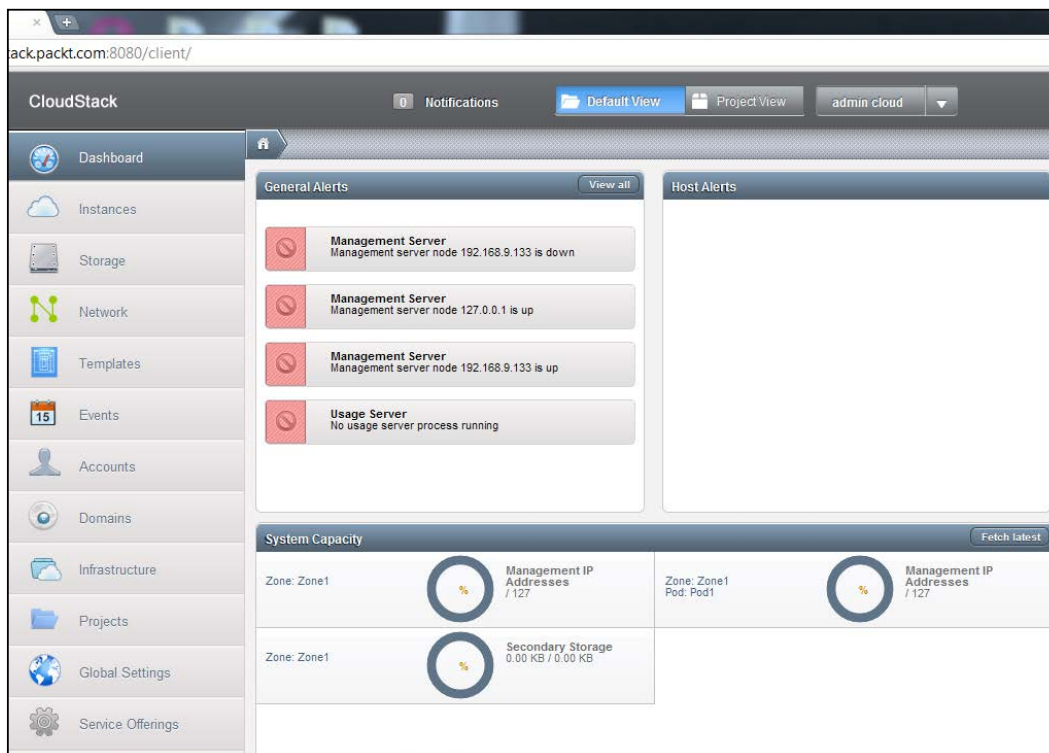 ack.packt.com:8080/client/
CloudStack
0 Notifications
Default View
Project View
admin cloud
Dashboard
Instances
Storage
Network
Templates
15
Events
Accounts
Domains
Infrastructure
Projects
Global Settings
Service Offerings
General Alerts
View all
Management Server
Management server node 192.168.9.133 is down
Management Server
Management server node 127.0.0.1 is up
Management Server
Management server node 192.168.9.133 is up
Usage Server
No usage server process running
Host Alerts
System Capacity
Fetch latest
Zone: Zone1
%
Management IP
Addresses
/ 127
Zone: Zone1
Pod: Pod1
%
Management IP
Addresses
/ 127
Zone: Zone1
%
Secondary Storage
0.00 KB / 0.00 KB